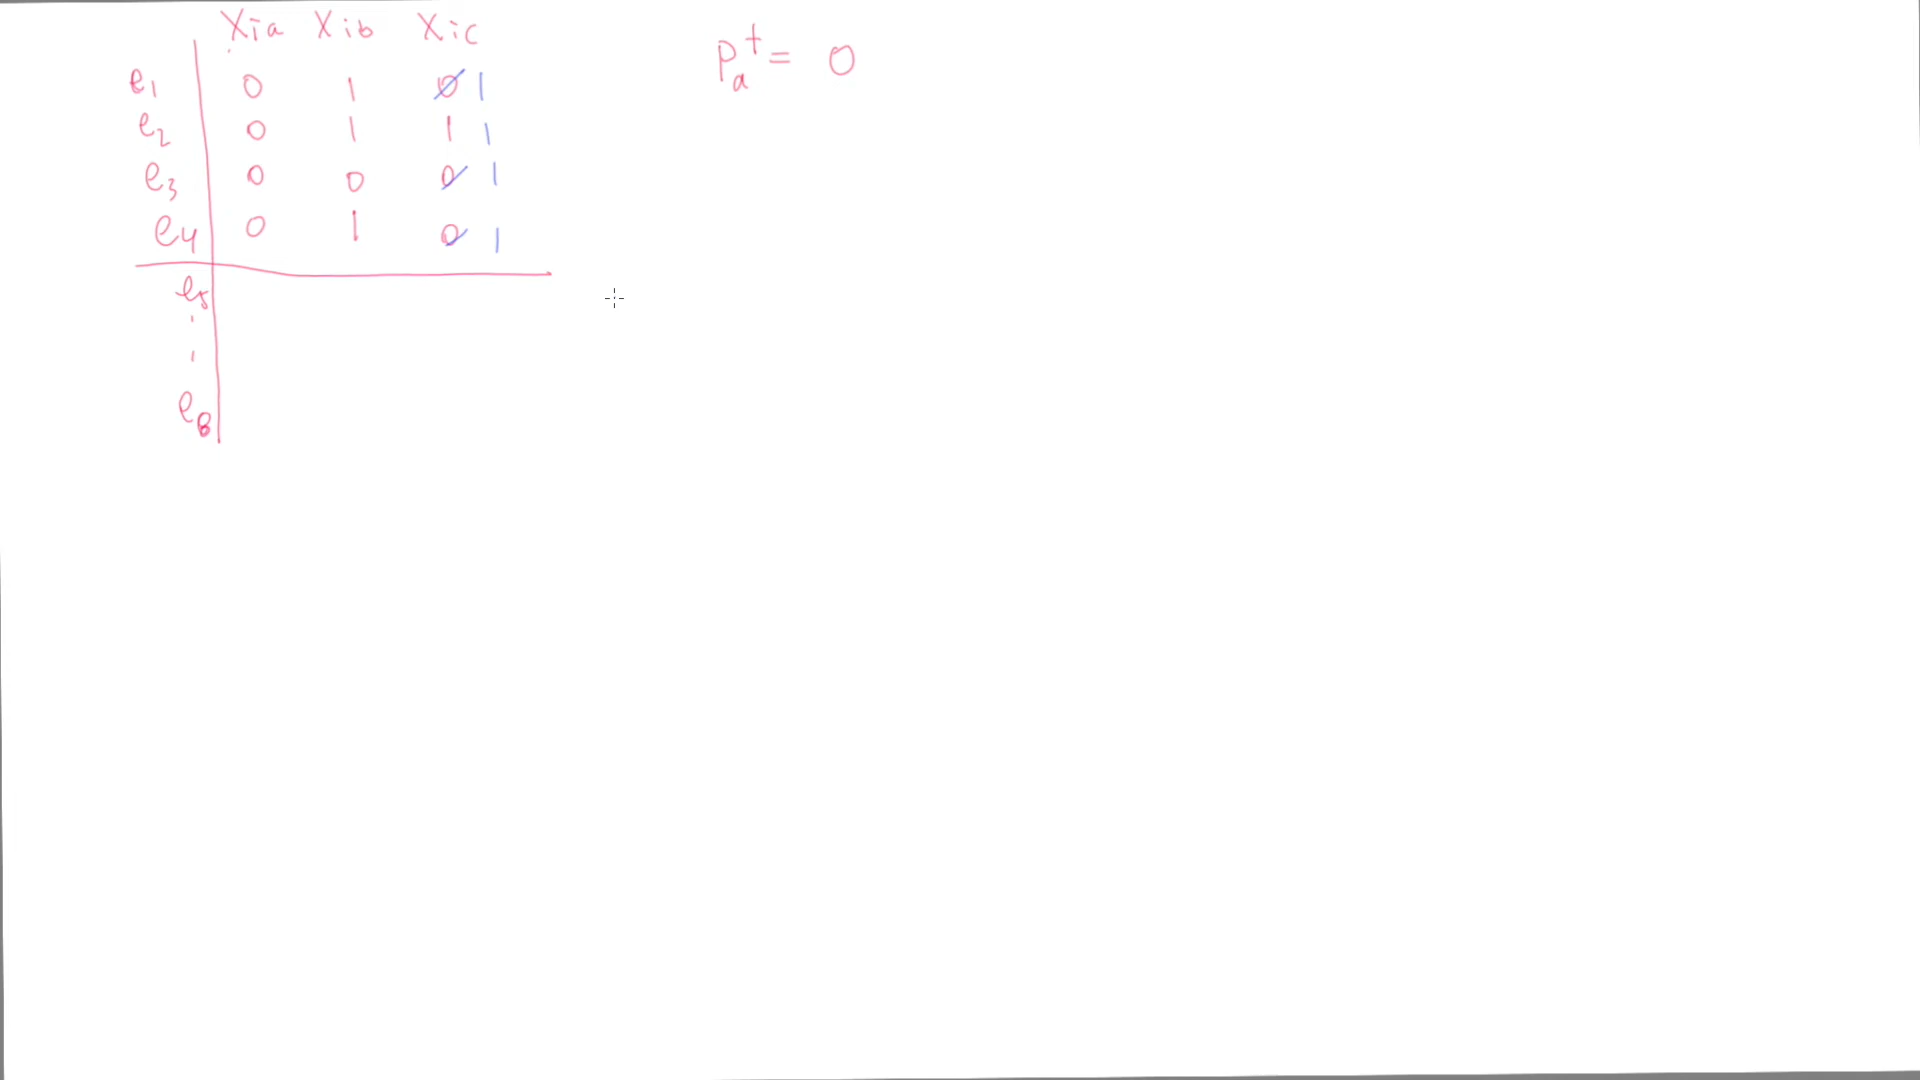 Xia Xib Xic
e1 0 1 0 1
e2 0 1 1 1
e3 0 0 0 1
e4 0 1 0 1
e5
e8
Pa^t = 0